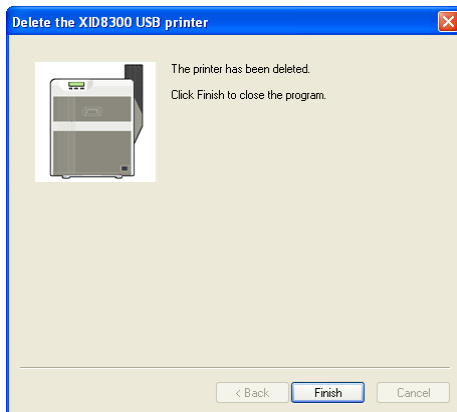 Delete the XID8300 USB printer
The printer has been deleted.
Click Finish to close the program.
< Back Finish Cancel